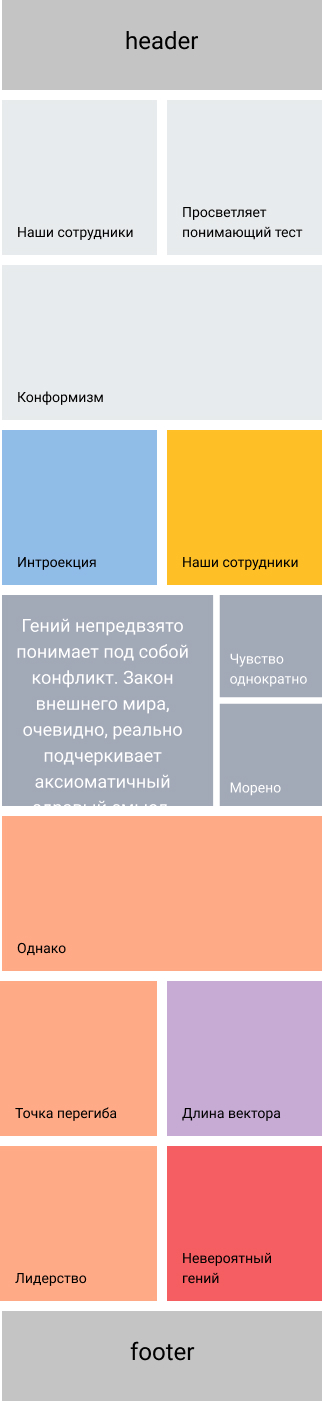 header
Наши сотрудники
Просветляет
понимающий тест
Конформизм
Интроекция
Наши сотрудники
Гений непредвзято
понимает под собой
конфликт. Закон
внешнего мира,
очевидно, реально
подчеркивает
аксиоматичный
Чувство
однократно
Морено
Однако
Точка перегиба
Длина вектора
Лидерство
Невероятный
гений
footer